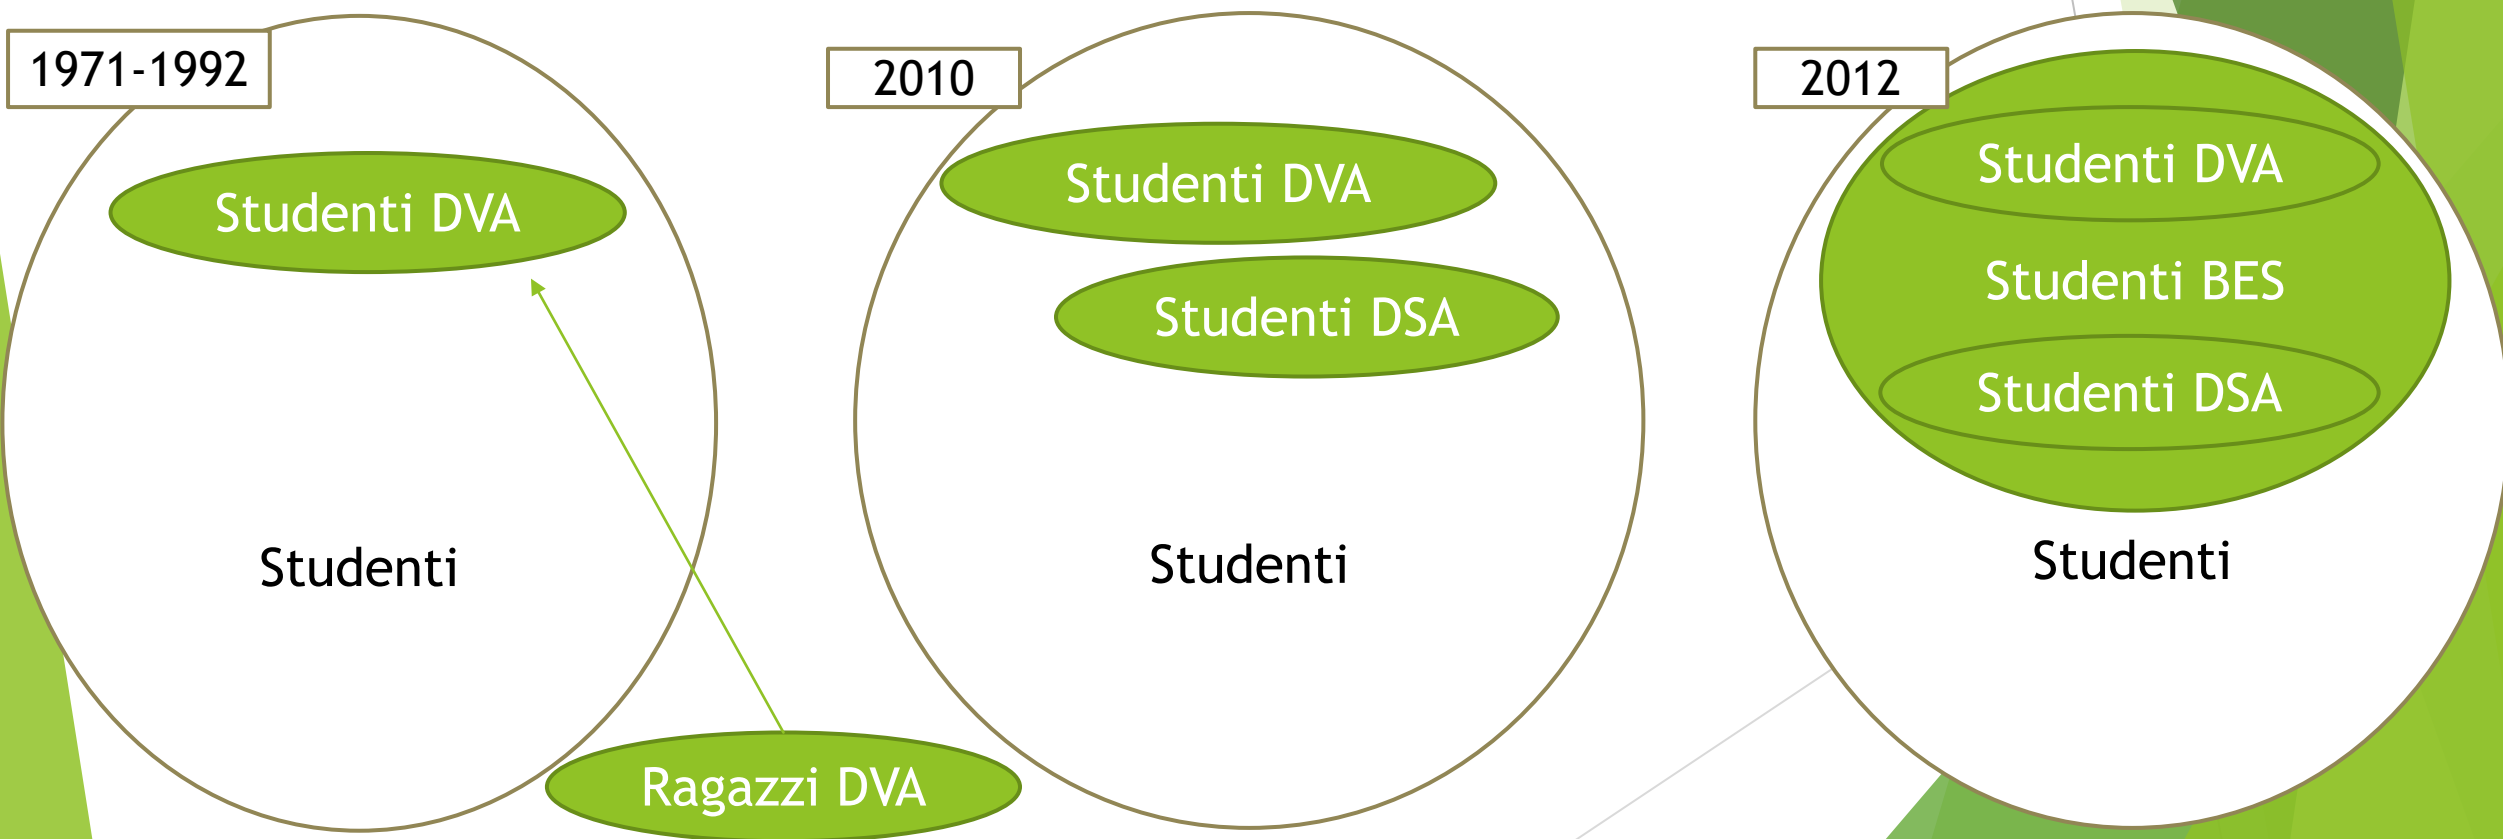 1971-1992
Studenti DVA
Studenti
Ragazzi DVA
2010
Studenti DVA
Studenti DSA
Studenti
2012
Studenti DVA
Studenti BES
Studenti DSA
Studenti